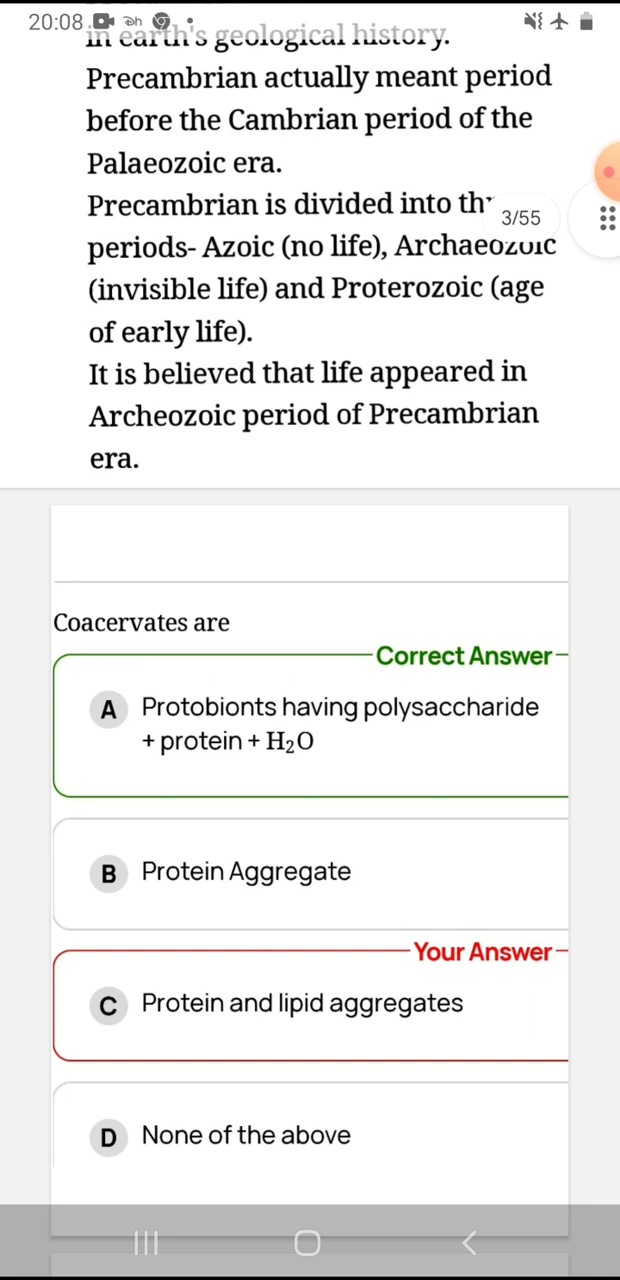 20:08
in earth's geological history.
Precambrian actually meant period
before the Cambrian period of the
Palaeozoic era.
Precambrian is divided into
3/55
periods- Azoic (no life), Archaeozoic
(invisible life) and Proterozoic (age
of early life).
It is believed that life appeared in
Archeozoic period of Precambrian
era.
Coacervates are
Correct Answer
A Protobionts having polysaccharide
+ protein + H₂O
B Protein Aggregate
Your Answer
C Protein and lipid aggregates
D None of the above